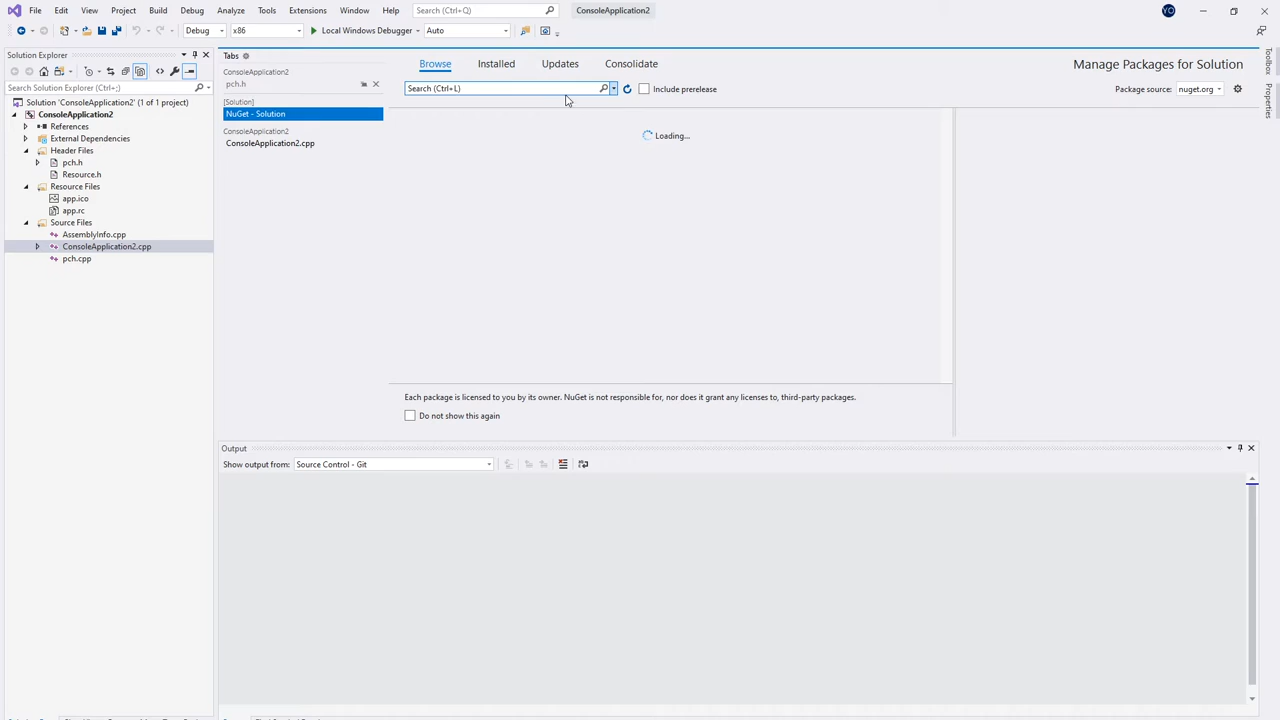 File Edit View Project Build Debug Analyze Tools Extensions Window Help Search (Ctrl+Q) ConsoleApplication2 YO
Debug x86 Local Windows Debugger Auto
Solution Explorer
Search Solution Explorer (Ctrl+;)
Solution 'ConsoleApplication2' (1 of 1 project)
ConsoleApplication2
References
External Dependencies
Header Files
pch.h
Resource.h
Resource Files
app.ico
app.rc
Source Files
AssemblyInfo.cpp
ConsoleApplication2.cpp
pch.cpp
Tabs
ConsoleApplication2
pch.h
[Solution]
NuGet - Solution
ConsoleApplication2
ConsoleApplication2.cpp
Browse Installed Updates Consolidate
Manage Packages for Solution
Search (Ctrl+L) Include prerelease
Package source: nuget.org
Loading...
Each package is licensed to you by its owner. NuGet is not responsible for, nor does it grant any licenses to, third-party packages.
Do not show this again
Output
Show output from: Source Control - Git
Toolbox
Properties